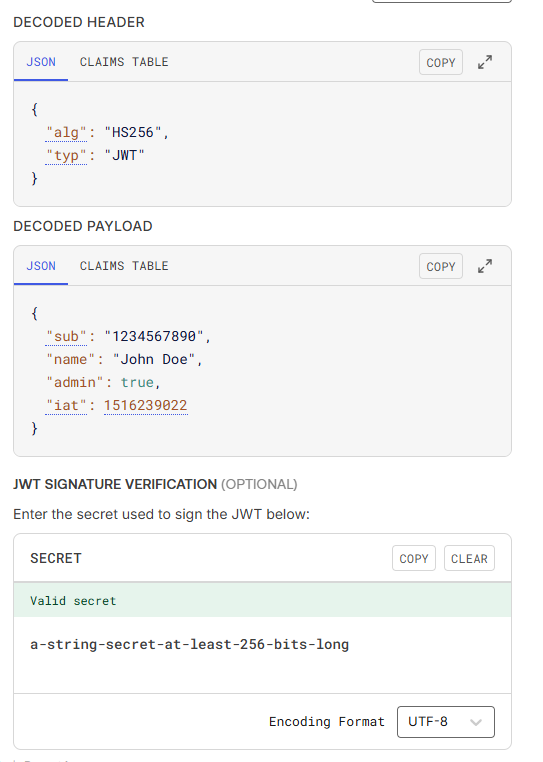 DECODED HEADER
JSON CLAIMS TABLE COPY
{
"alg": "HS256",
"typ": "JWT"
}
DECODED PAYLOAD
JSON CLAIMS TABLE COPY
{
"sub": "1234567890",
"name": "John Doe",
"admin": true,
"iat": 1516239022
}
JWT SIGNATURE VERIFICATION (OPTIONAL)
Enter the secret used to sign the JWT below:
SECRET COPY CLEAR
Valid secret
a-string-secret-at-least-256-bits-long
Encoding Format UTF-8